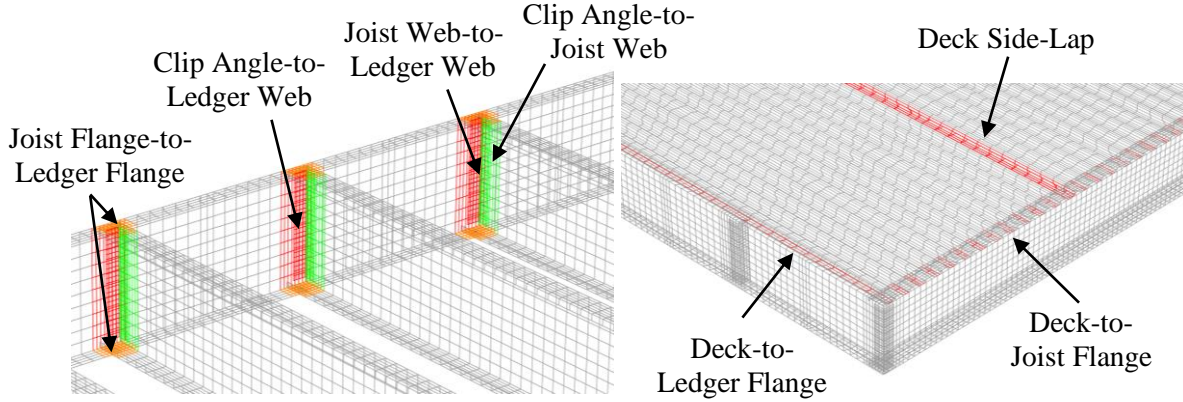 Joist Flange-to-
Ledger Flange
Clip Angle-to-
Ledger Web
Joist Web-to-
Ledger Web
Clip Angle-to-
Joist Web
Deck Side-Lap
Deck-to-
Ledger Flange
Deck-to-
Joist Flange